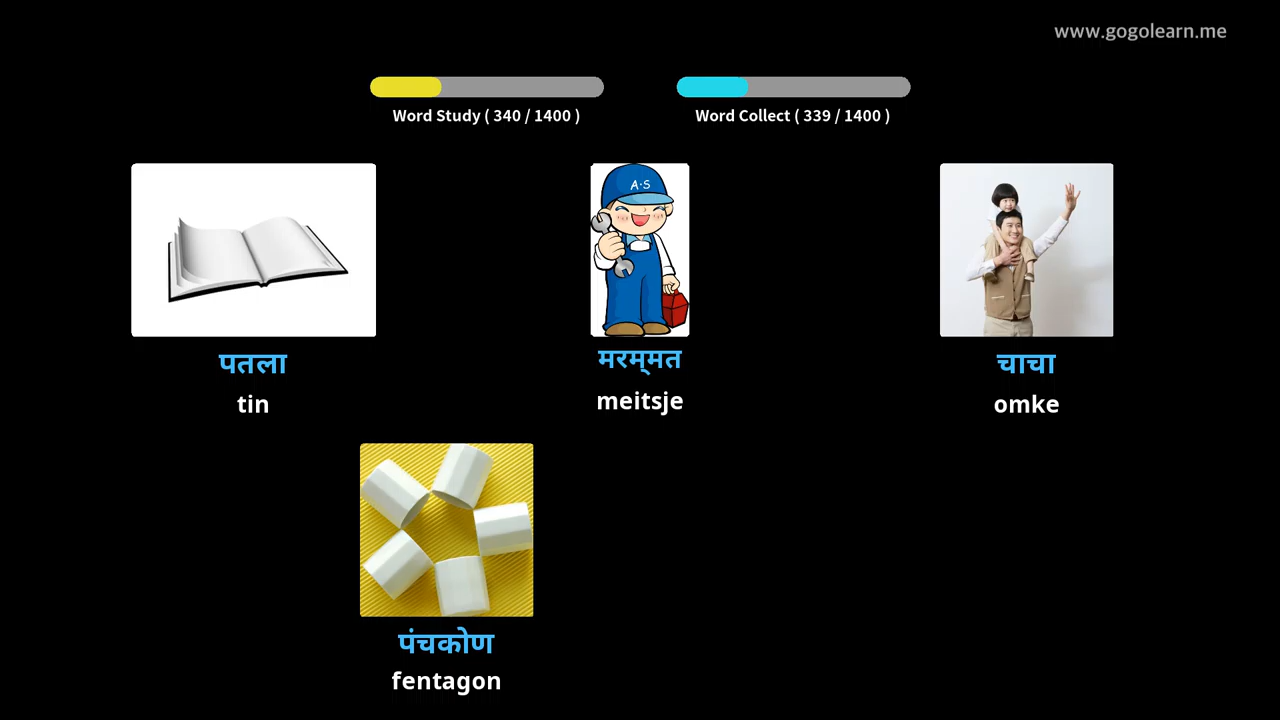 www.gogolearn.me
Word Study ( 340 / 1400 )
Word Collect ( 339 / 1400 )
A·S
पतला
tin
मरम्मत
meitsje
चाचा
omke
पंचकोण
fentagon